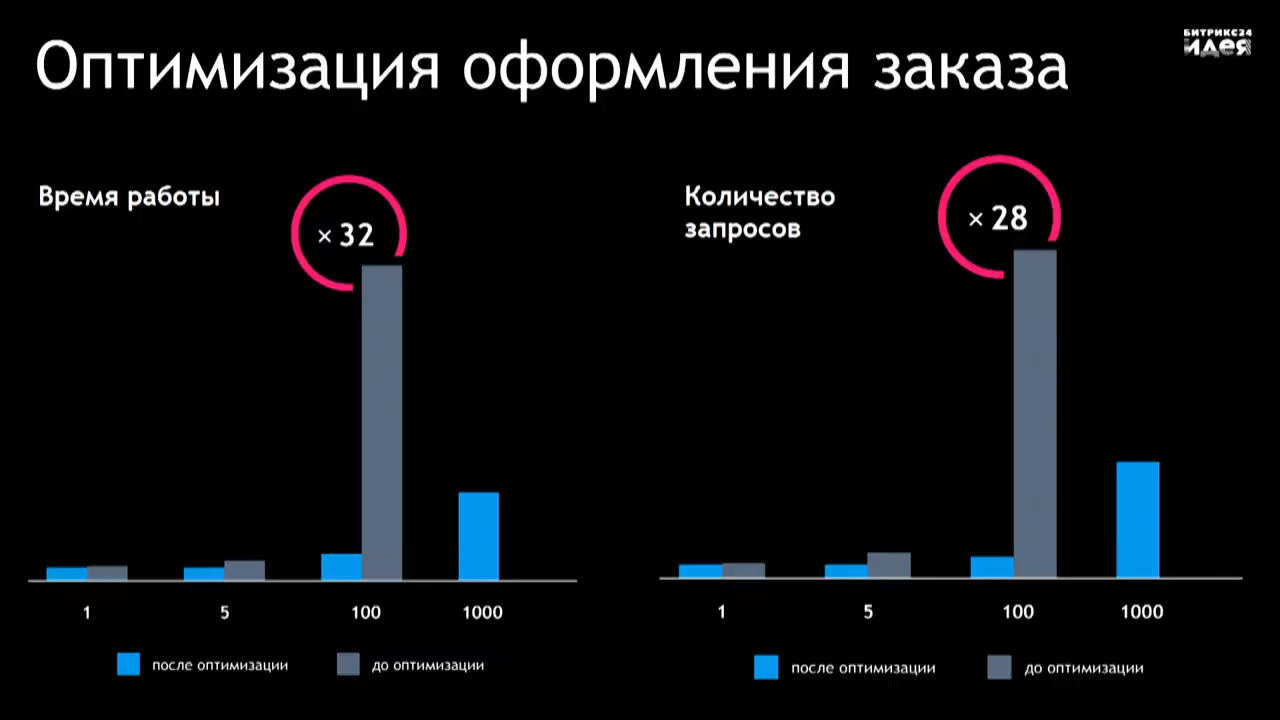 Оптимизация оформления заказа
БИТРИКС24
ИДЕЯ
Время работы
× 32
1
5
100
1000
после оптимизации
до оптимизации
Количество
запросов
× 28
1
5
100
1000
после оптимизации
до оптимизации